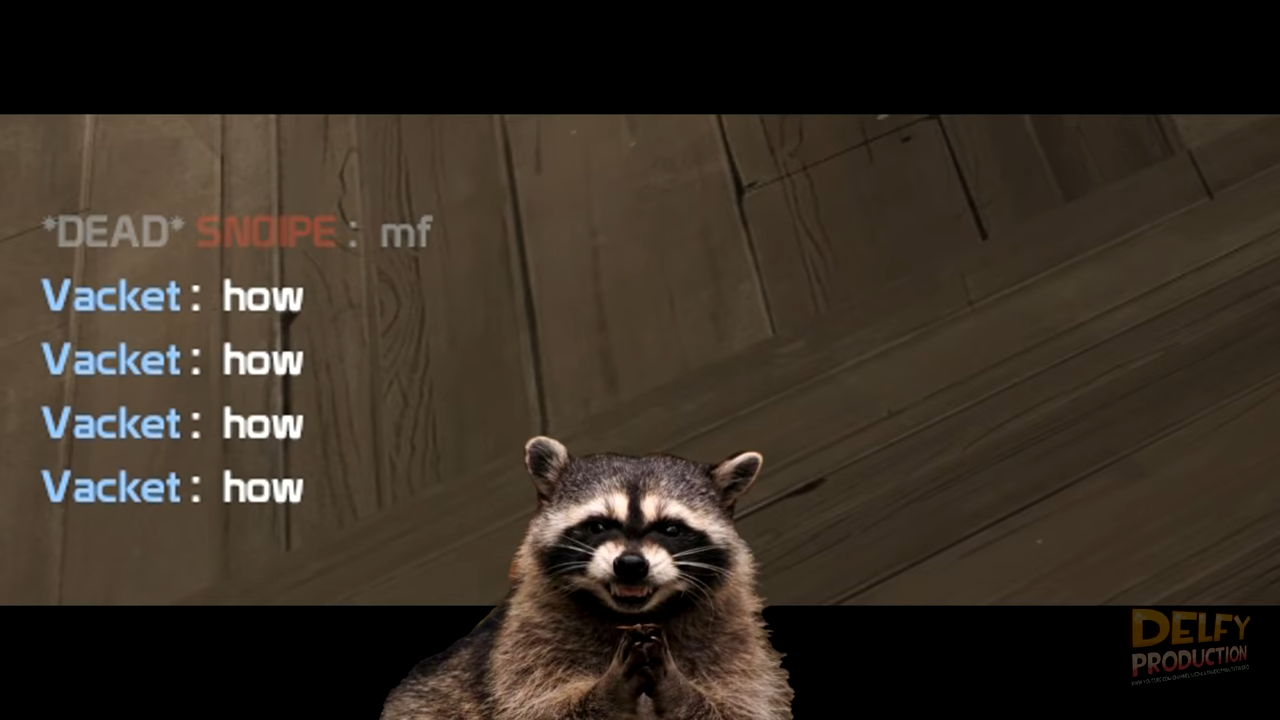 *DEAD* SNOIPE : mf
Vacket : how
Vacket : how
Vacket : how
Vacket : how
DELFY
PRODUCTION